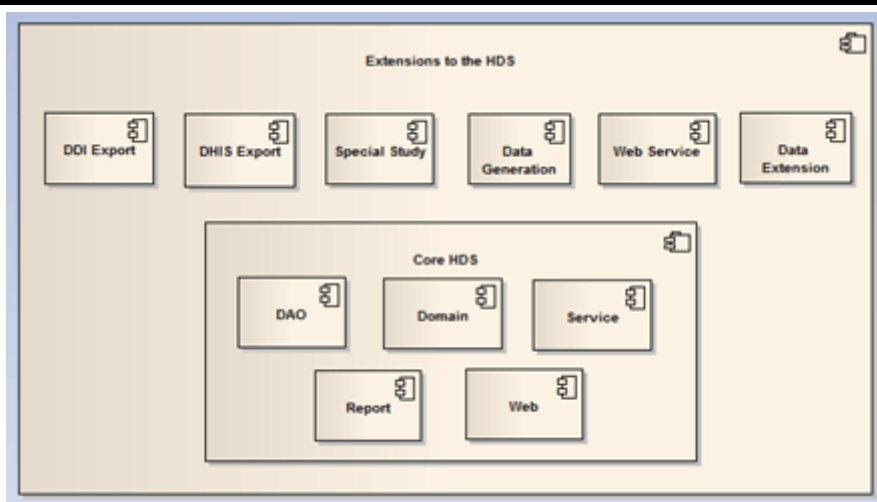 Extensions to the HDS
DDI Export
DHIS Export
Special Study
Data
Generation
Web Service
Data
Extension
Core HDS
DAO
Domain
Service
Report
Web